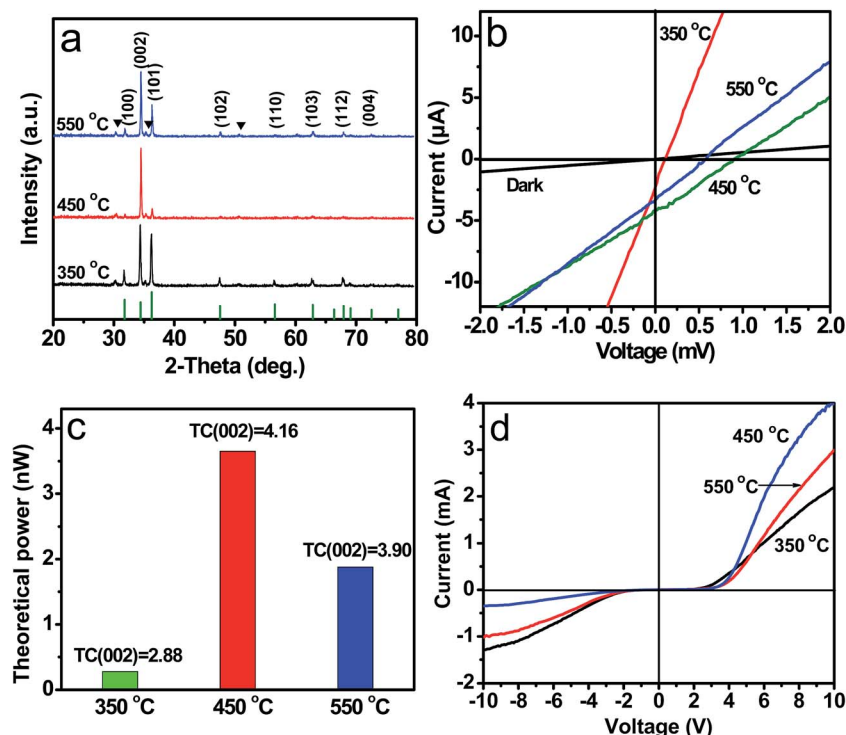 a
(002)
(101)
(100)
(102)
(110)
(103)
(112)
(004)
550 °C
450 °C
350 °C
Intensity (a.u.)
20 30 40 50 60 70 80
2-Theta (deg.)
b
350 °C
550 °C
450 °C
Dark
10
5
0
-5
-10
Current (µA)
-2.0 -1.5 -1.0 -0.5 0.0 0.5 1.0 1.5 2.0
Voltage (mV)
c
TC(002)=4.16
TC(002)=3.90
TC(002)=2.88
4
3
2
1
0
Theoretical power (nW)
350 °C 450 °C 550 °C
d
450 °C
550 °C
350 °C
4
3
2
1
0
-1
-2
Current (mA)
-10 -8 -6 -4 -2 0 2 4 6 8 10
Voltage (V)